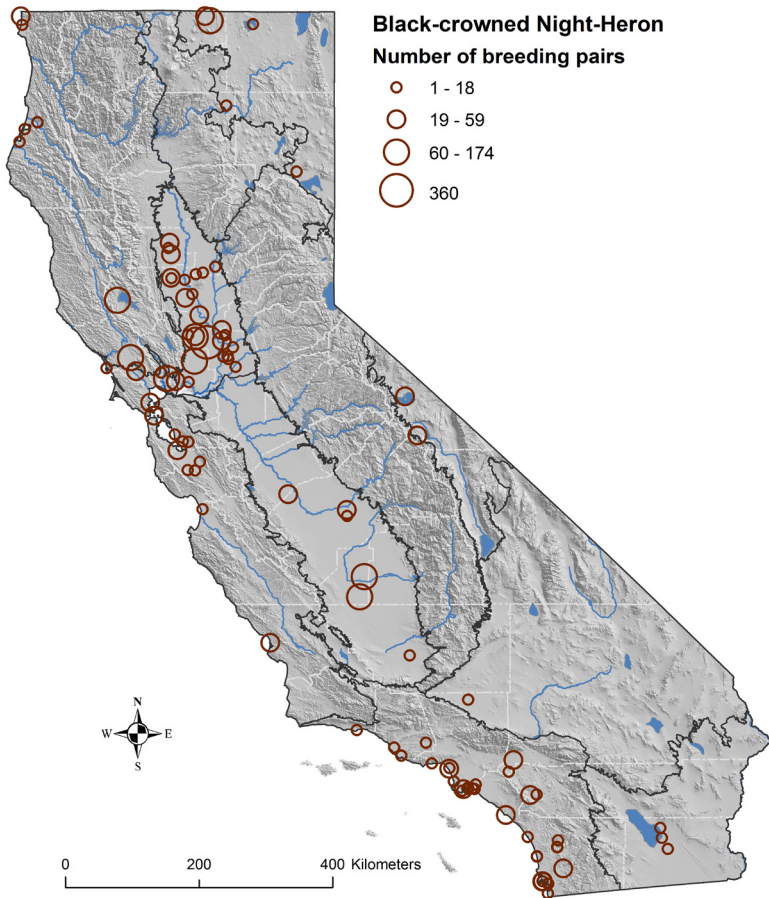 Black-crowned Night-Heron
Number of breeding pairs
1 - 18
19 - 59
60 - 174
360
N
W E
S
0 200 400 Kilometers